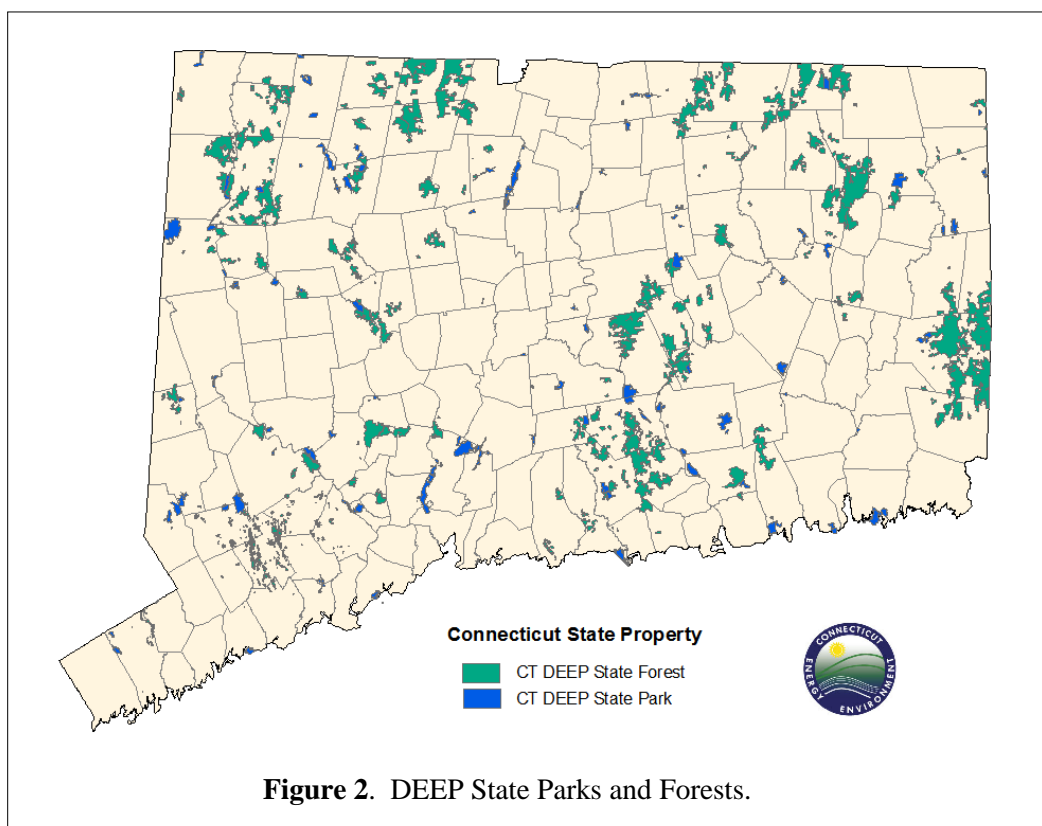 Connecticut State Property
CT DEEP State Forest
CT DEEP State Park
CONNECTICUT
ENERGY
ENVIRONMENT
Figure 2. DEEP State Parks and Forests.